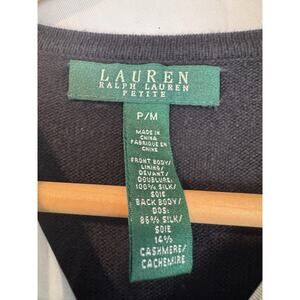 LAUREN
RALPH LAUREN
PETITE
P/M
MADE IN
CHINA
FABRIQUE EN
CHINE
FRONT BODY/
LINING/
DEVANT/
DOUBLURE:
100% SILK/
SOIE
BACK BODY/
DOS:
86% SILK/
SOIE
14%
CASHMERE/
CACHEMIRE